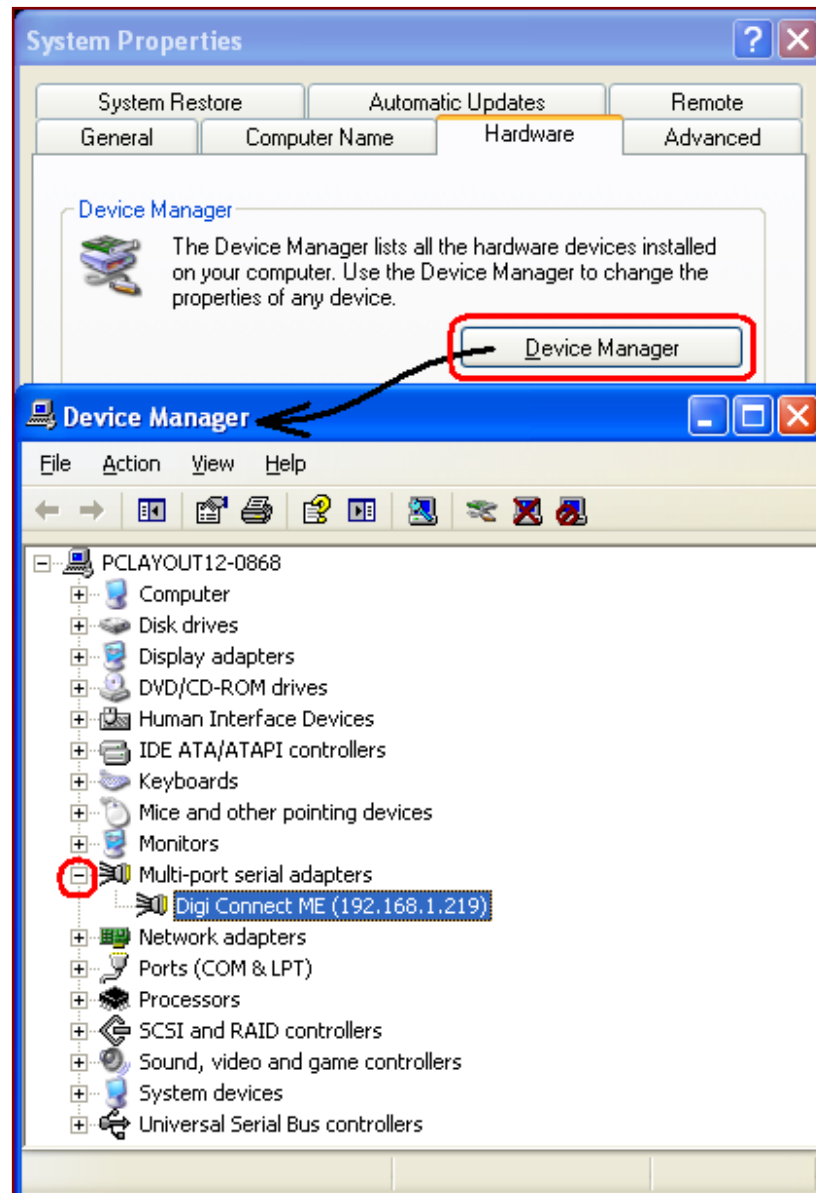 System Properties
System Restore Automatic Updates Remote
General Computer Name Hardware Advanced
Device Manager
The Device Manager lists all the hardware devices installed
on your computer. Use the Device Manager to change the
properties of any device.
Device Manager
Device Manager
File Action View Help
PCLAYOUT12-0868
Computer
Disk drives
Display adapters
DVD/CD-ROM drives
Human Interface Devices
IDE ATA/ATAPI controllers
Keyboards
Mice and other pointing devices
Monitors
Multi-port serial adapters
Digi Connect ME (192.168.1.219)
Network adapters
Ports (COM & LPT)
Processors
SCSI and RAID controllers
Sound, video and game controllers
System devices
Universal Serial Bus controllers